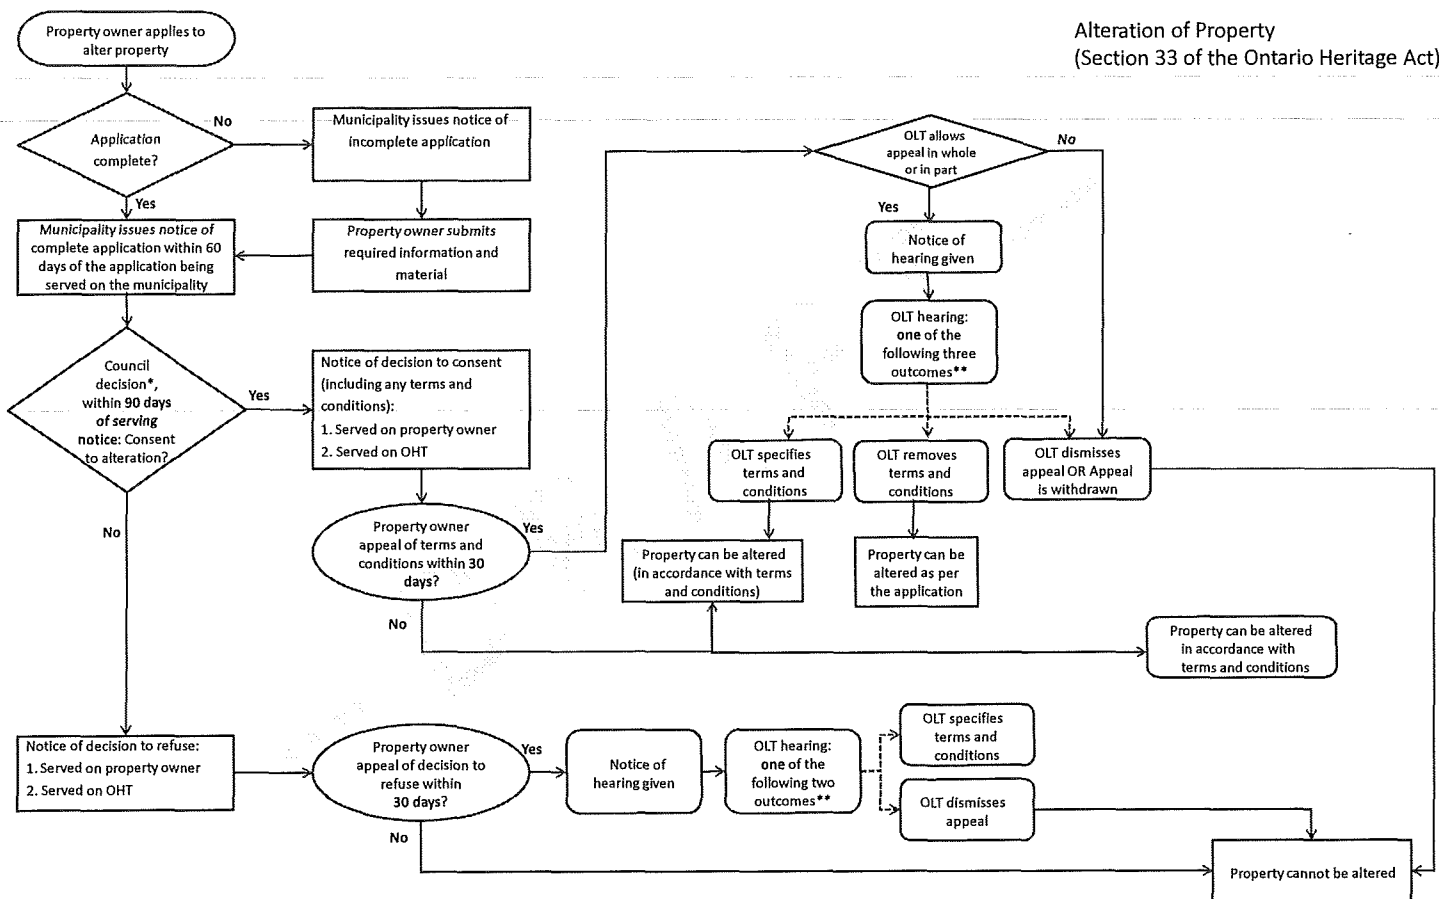 Alteration of Property
(Section 33 of the Ontario Heritage Act)
Property owner applies to
alter property
Application
complete?
No
Yes
Municipality issues notice of
incomplete application
Property owner submits
required information and
material
Municipality issues notice of
complete application within 60
days of the application being
served on the municipality
Council
decision*,
within 90 days
of serving
notice: Consent
to alteration?
Yes
No
Notice of decision to consent
(including any terms and
conditions):
1. Served on property owner
2. Served on OHT
Property owner
appeal of terms and
conditions within 30
days?
Yes
No
OLT allows
appeal in whole
or in part
No
Yes
Notice of
hearing given
OLT hearing:
one of the
following three
outcomes**
OLT specifies
terms and
conditions
OLT removes
terms and
conditions
OLT dismisses
appeal OR Appeal
is withdrawn
Property can be altered
(in accordance with terms
and conditions)
Property can be
altered as per
the application
Property can be altered
in accordance with
terms and conditions
Notice of decision to refuse:
1. Served on property owner
2. Served on OHT
Property owner
appeal of decision to
refuse within
30 days?
Yes
No
Notice of
hearing given
OLT hearing:
one of the
following two
outcomes**
OLT specifies
terms and
conditions
OLT dismisses
appeal
Property cannot be altered